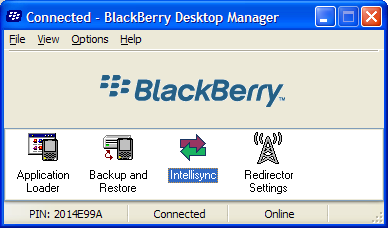 Connected - BlackBerry Desktop Manager
File View Options Help
BlackBerry™
Application Loader
Backup and Restore
Intellisync
Redirector Settings
PIN: 2014E99A Connected Online